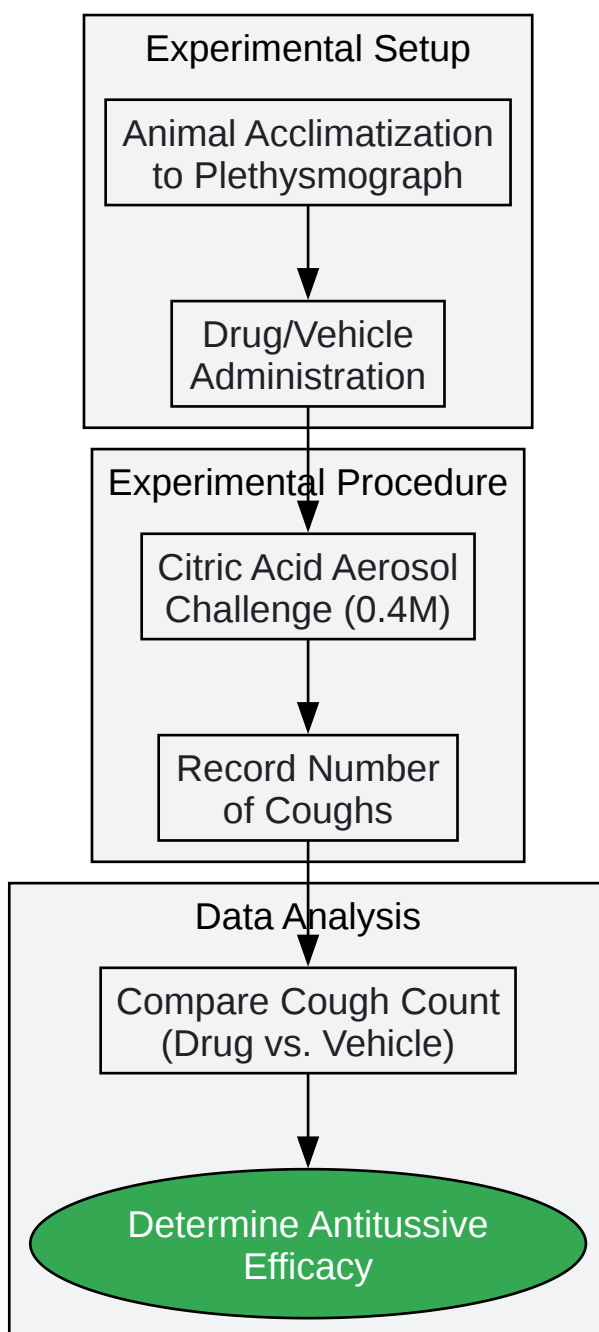 Experimental Setup
Animal Acclimatization
to Plethysmograph
Drug/Vehicle
Administration
Experimental Procedure
Citric Acid Aerosol
Challenge (0.4M)
Record Number
of Coughs
Data Analysis
Compare Cough Count
(Drug vs. Vehicle)
Determine Antitussive
Efficacy